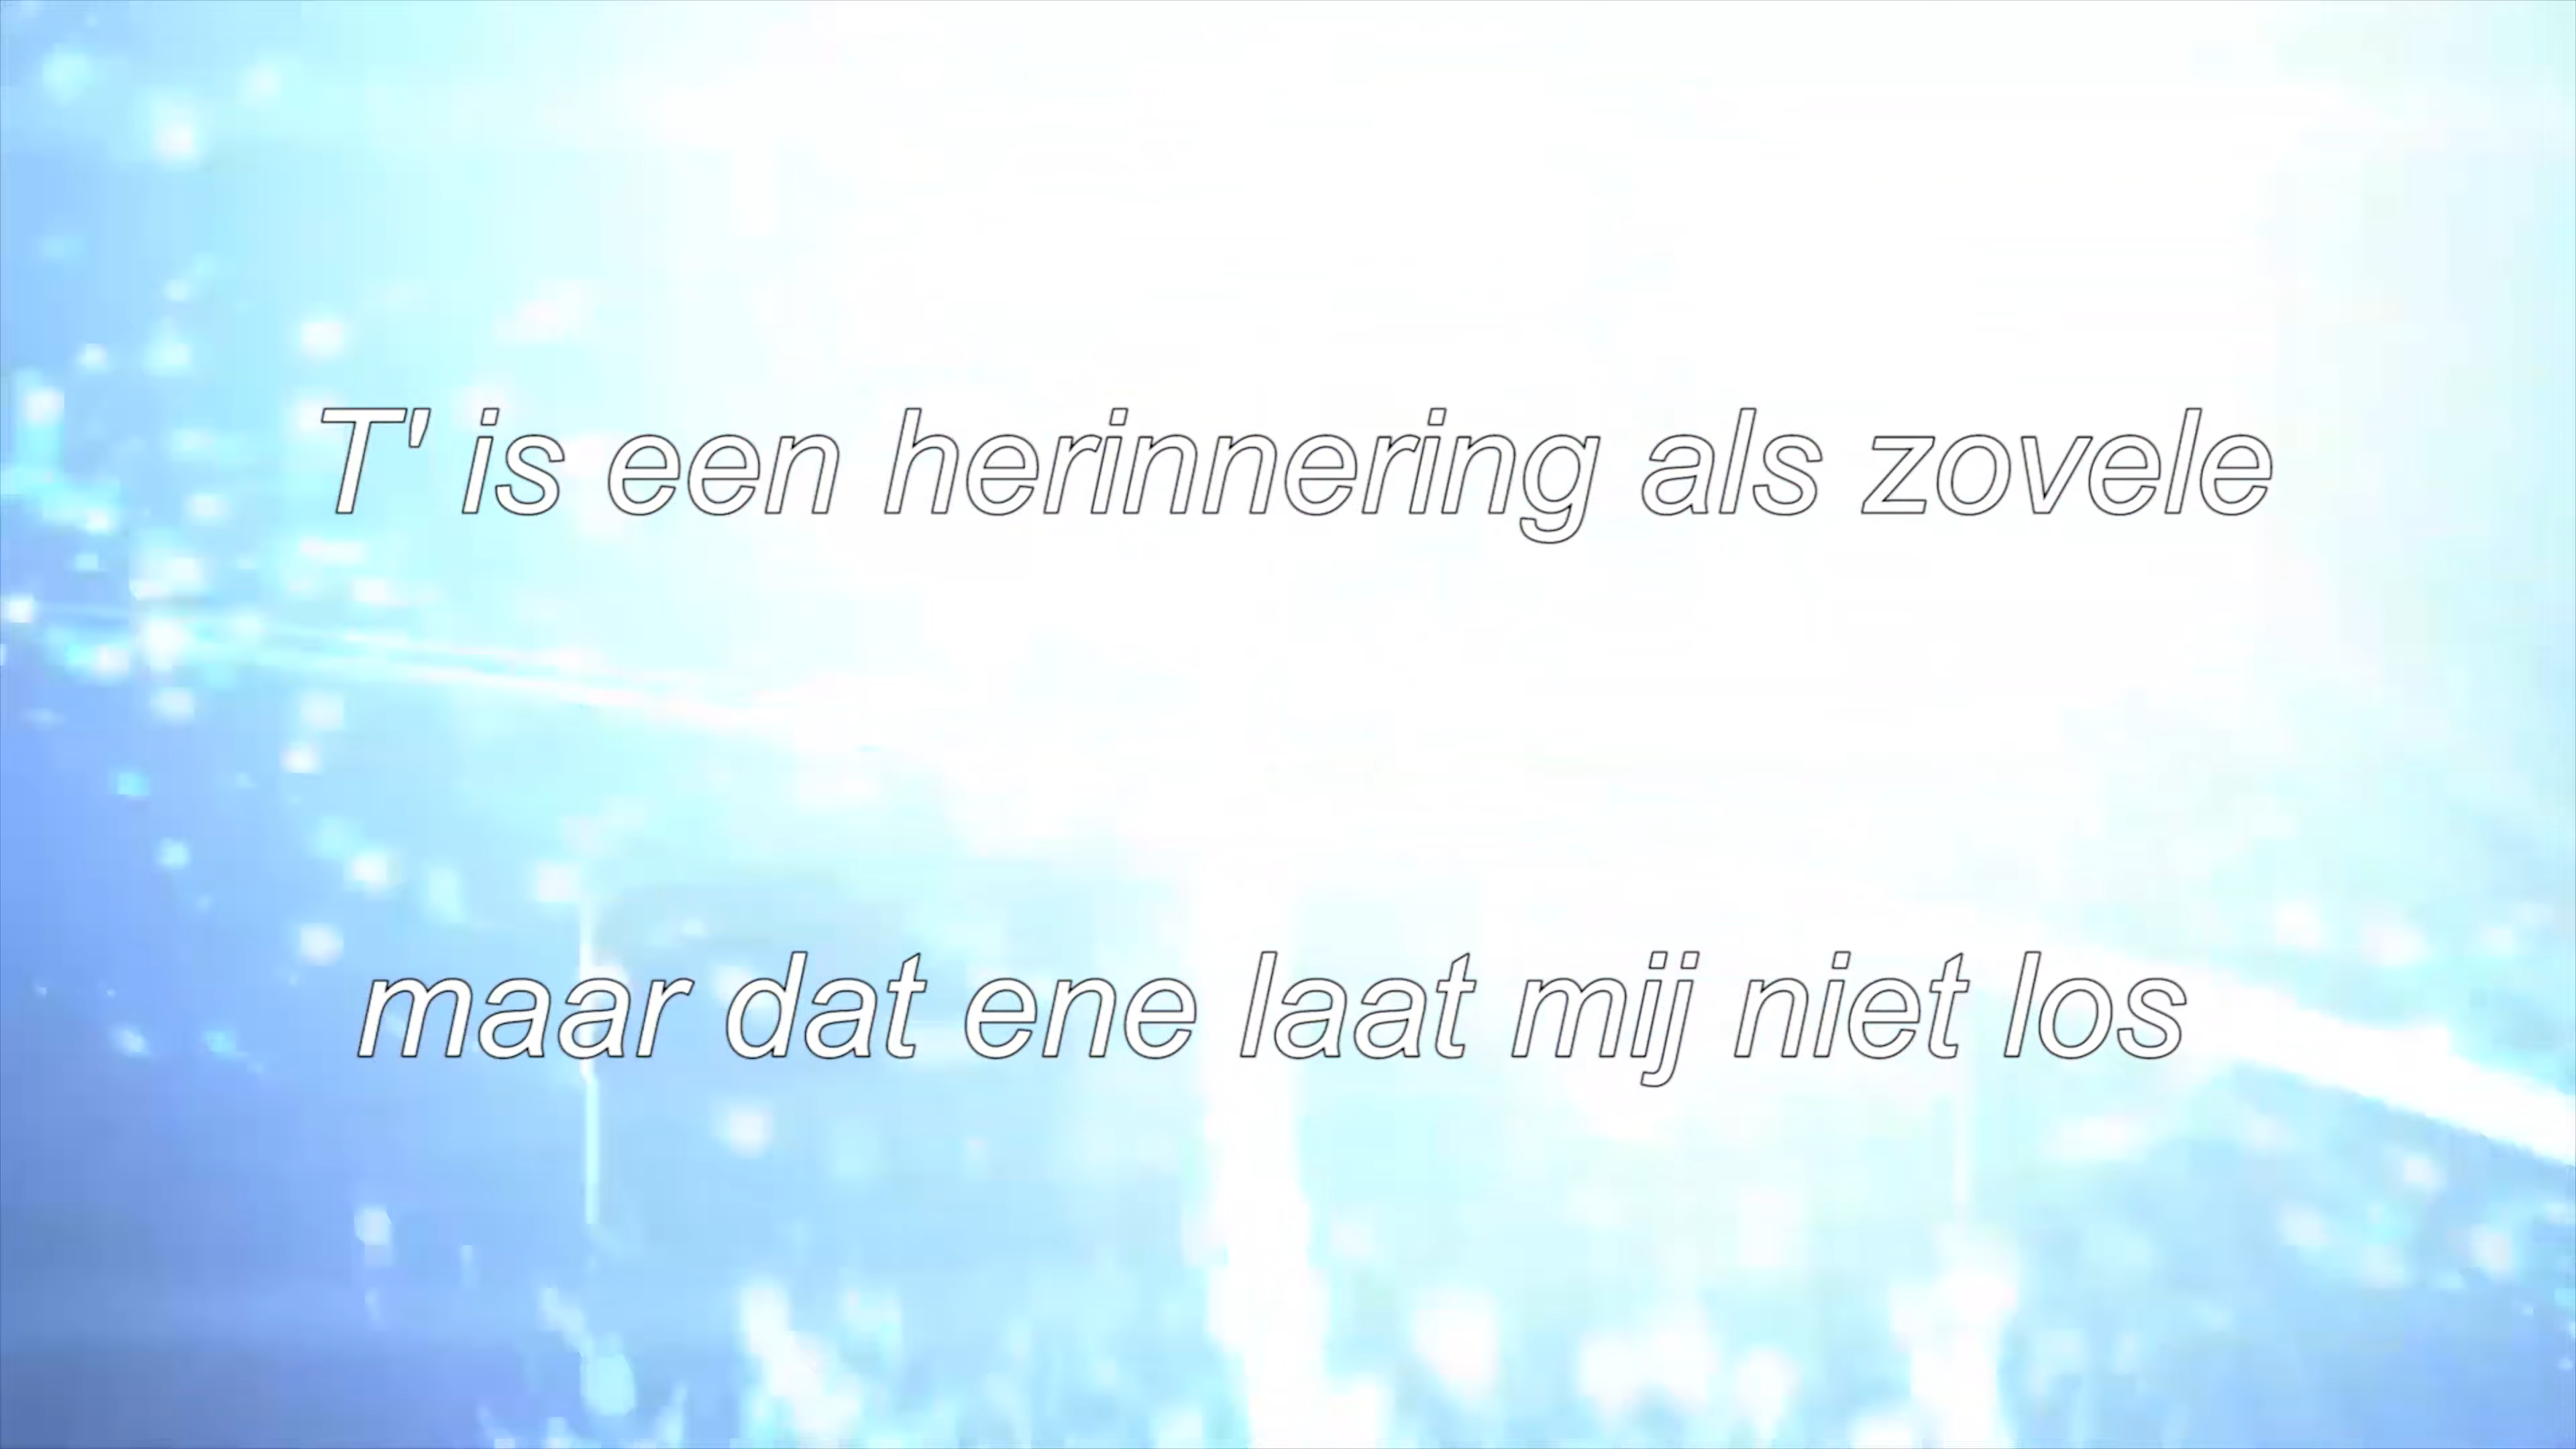 T' is een herinnering als zovele
maar dat ene laat mij niet los